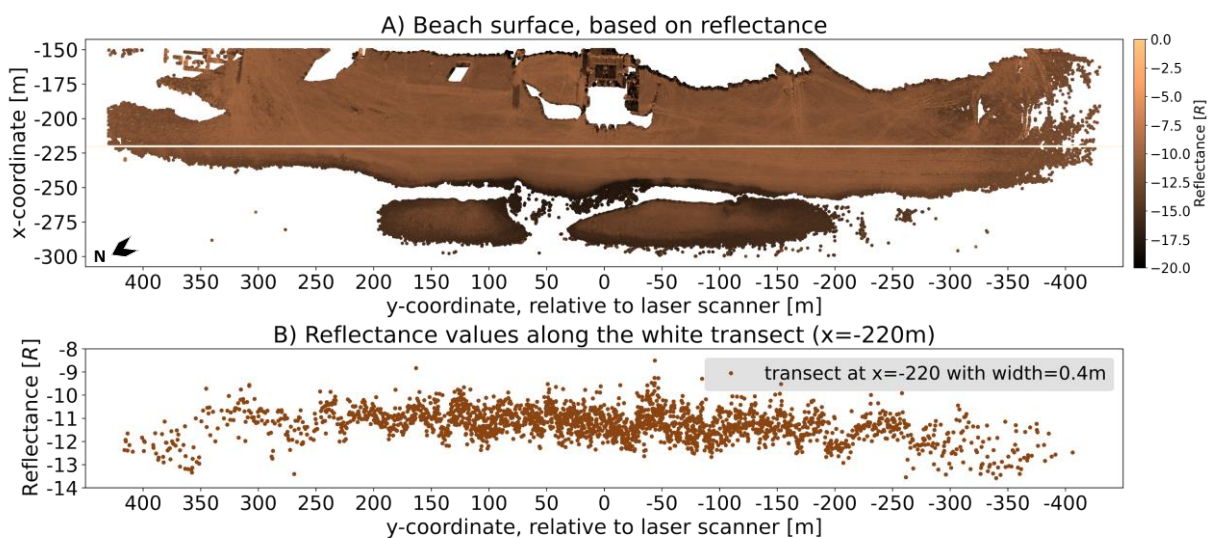 A) Beach surface, based on reflectance
x-coordinate [m]
-150
-175
-200
-225
-250
-275
-300
N
400 350 300 250 200 150 100 50 0 -50 -100 -150 -200 -250 -300 -350 -400
y-coordinate, relative to laser scanner [m]
0.0
−2.5
−5.0
−7.5
−10.0
−12.5
−15.0
−17.5
−20.0
Reflectance [R]
B) Reflectance values along the white transect (x=-220m)
Reflectance [R]
-8
-9
-10
-11
-12
-13
-14
transect at x=-220 with width=0.4m
400 350 300 250 200 150 100 50 0 -50 -100 -150 -200 -250 -300 -350 -400
y-coordinate, relative to laser scanner [m]